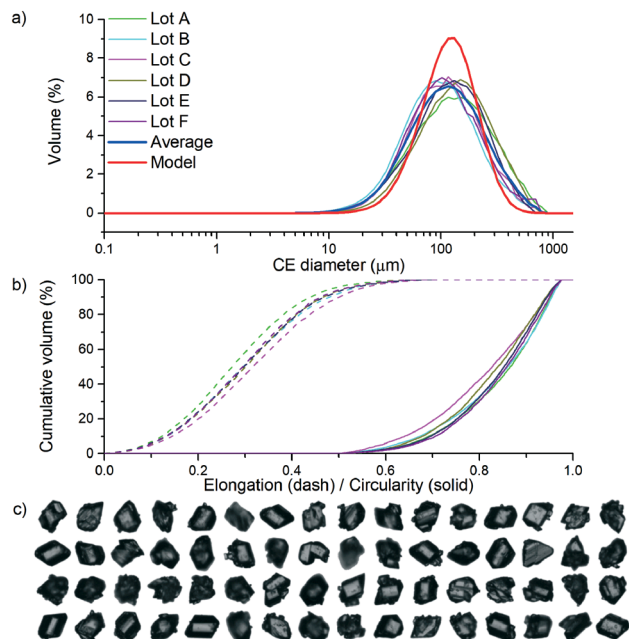 a)
10
8
6
4
2
0
Volume (%)
Lot A
Lot B
Lot C
Lot D
Lot E
Lot F
Average
Model
0.1
1
10
100
1000
CE diameter (μm)
b)
100
80
60
40
20
0
Cumulative volume (%)
0.0
0.2
0.4
0.6
0.8
1.0
Elongation (dash) / Circularity (solid)
c)